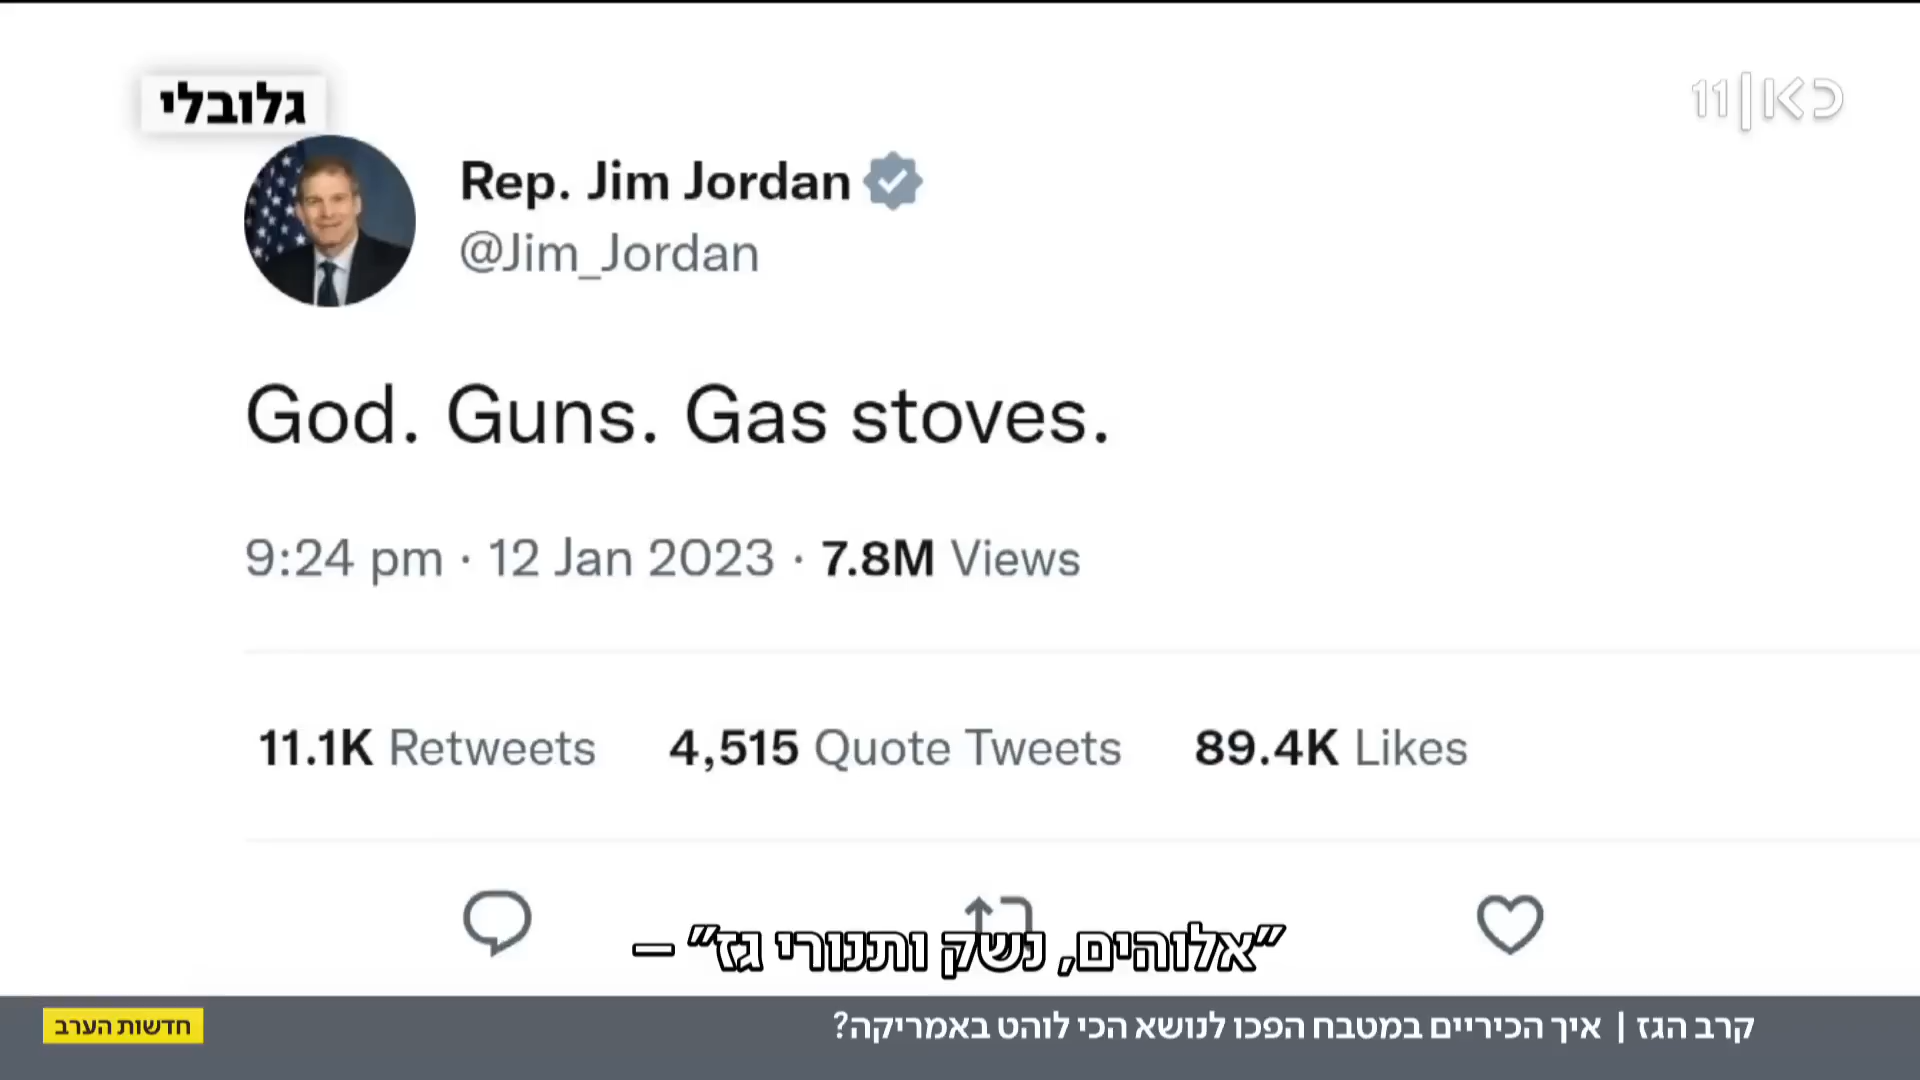 גלובלי
כאן 11
Rep. Jim Jordan
@Jim_Jordan
God. Guns. Gas stoves.
9:24 pm · 12 Jan 2023 · 7.8M Views
11.1K Retweets 4,515 Quote Tweets 89.4K Likes
"אלוהים, נשק ותנורי גז" –
קרב הגז | איך הכיריים במטבח הפכו לנושא הכי לוהט באמריקה?
חדשות הערב